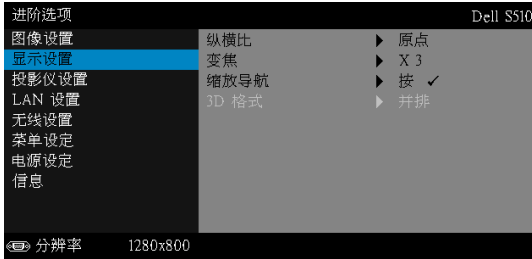 进阶选项 Dell S510
图像设置 纵横比 原点
显示设置 变焦 X 3
投影仪设置 缩放导航 按 ✓
LAN 设置 3D 格式 并排
无线设置
菜单设定
电源设定
信息
分辨率 1280x800